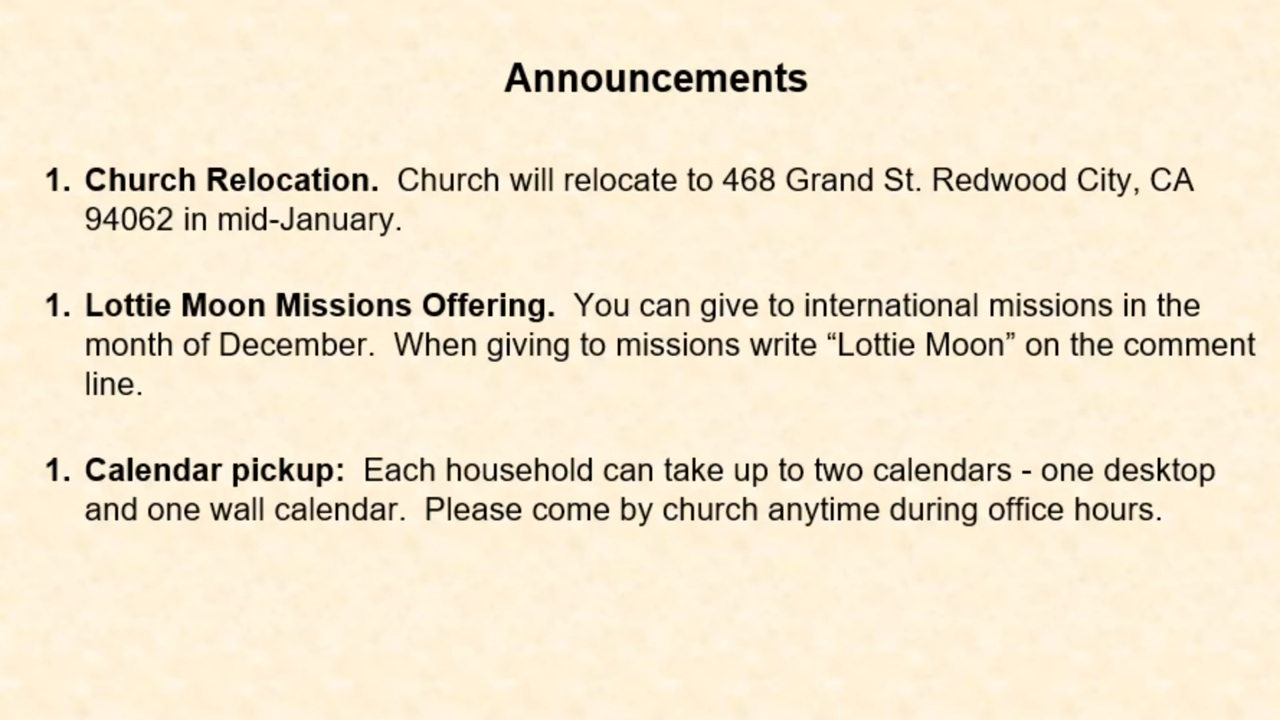 Announcements
1. Church Relocation.  Church will relocate to 468 Grand St. Redwood City, CA
94062 in mid-January.
1. Lottie Moon Missions Offering.  You can give to international missions in the
month of December.  When giving to missions write “Lottie Moon” on the comment
line.
1. Calendar pickup:  Each household can take up to two calendars - one desktop
and one wall calendar.  Please come by church anytime during office hours.